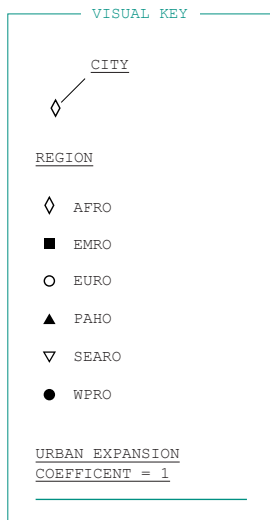 VISUAL KEY
CITY
REGION
AFRO
EMRO
EURO
PAHO
SEARO
WPRO
URBAN EXPANSION
COEFFICENT = 1